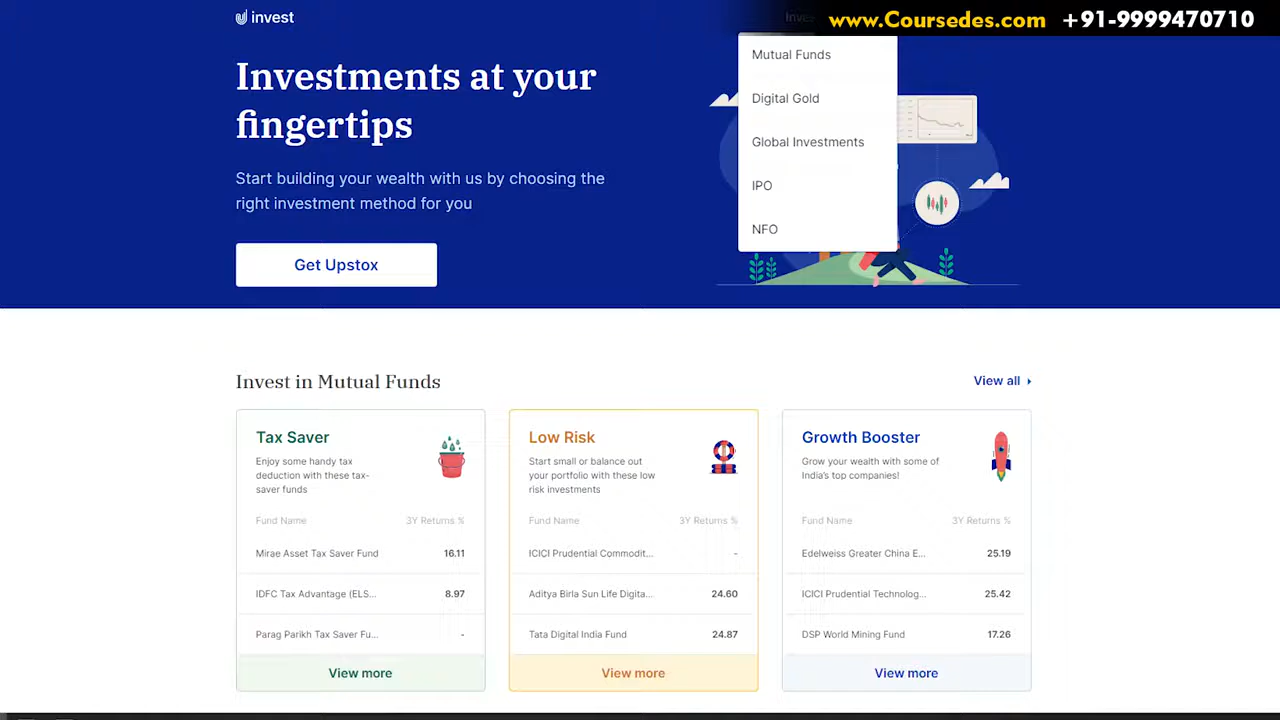 invest
Inves
www.Coursedes.com +91-9999470710
Mutual Funds
Digital Gold
Global Investments
IPO
NFO
Investments at your
fingertips
Start building your wealth with us by choosing the
right investment method for you
Get Upstox
Invest in Mutual Funds
View all
Tax Saver
Enjoy some handy tax
deduction with these tax-
saver funds
Fund Name 3Y Returns %
Mirae Asset Tax Saver Fund 16.11
IDFC Tax Advantage (ELS... 8.97
Parag Parikh Tax Saver Fu... -
View more
Low Risk
Start small or balance out
your portfolio with these low
risk investments
Fund Name 3Y Returns %
ICICI Prudential Commodit... -
Aditya Birla Sun Life Digita... 24.60
Tata Digital India Fund 24.87
View more
Growth Booster
Grow your wealth with some of
India's top companies!
Fund Name 3Y Returns %
Edelweiss Greater China E... 25.19
ICICI Prudential Technolog... 25.42
DSP World Mining Fund 17.26
View more